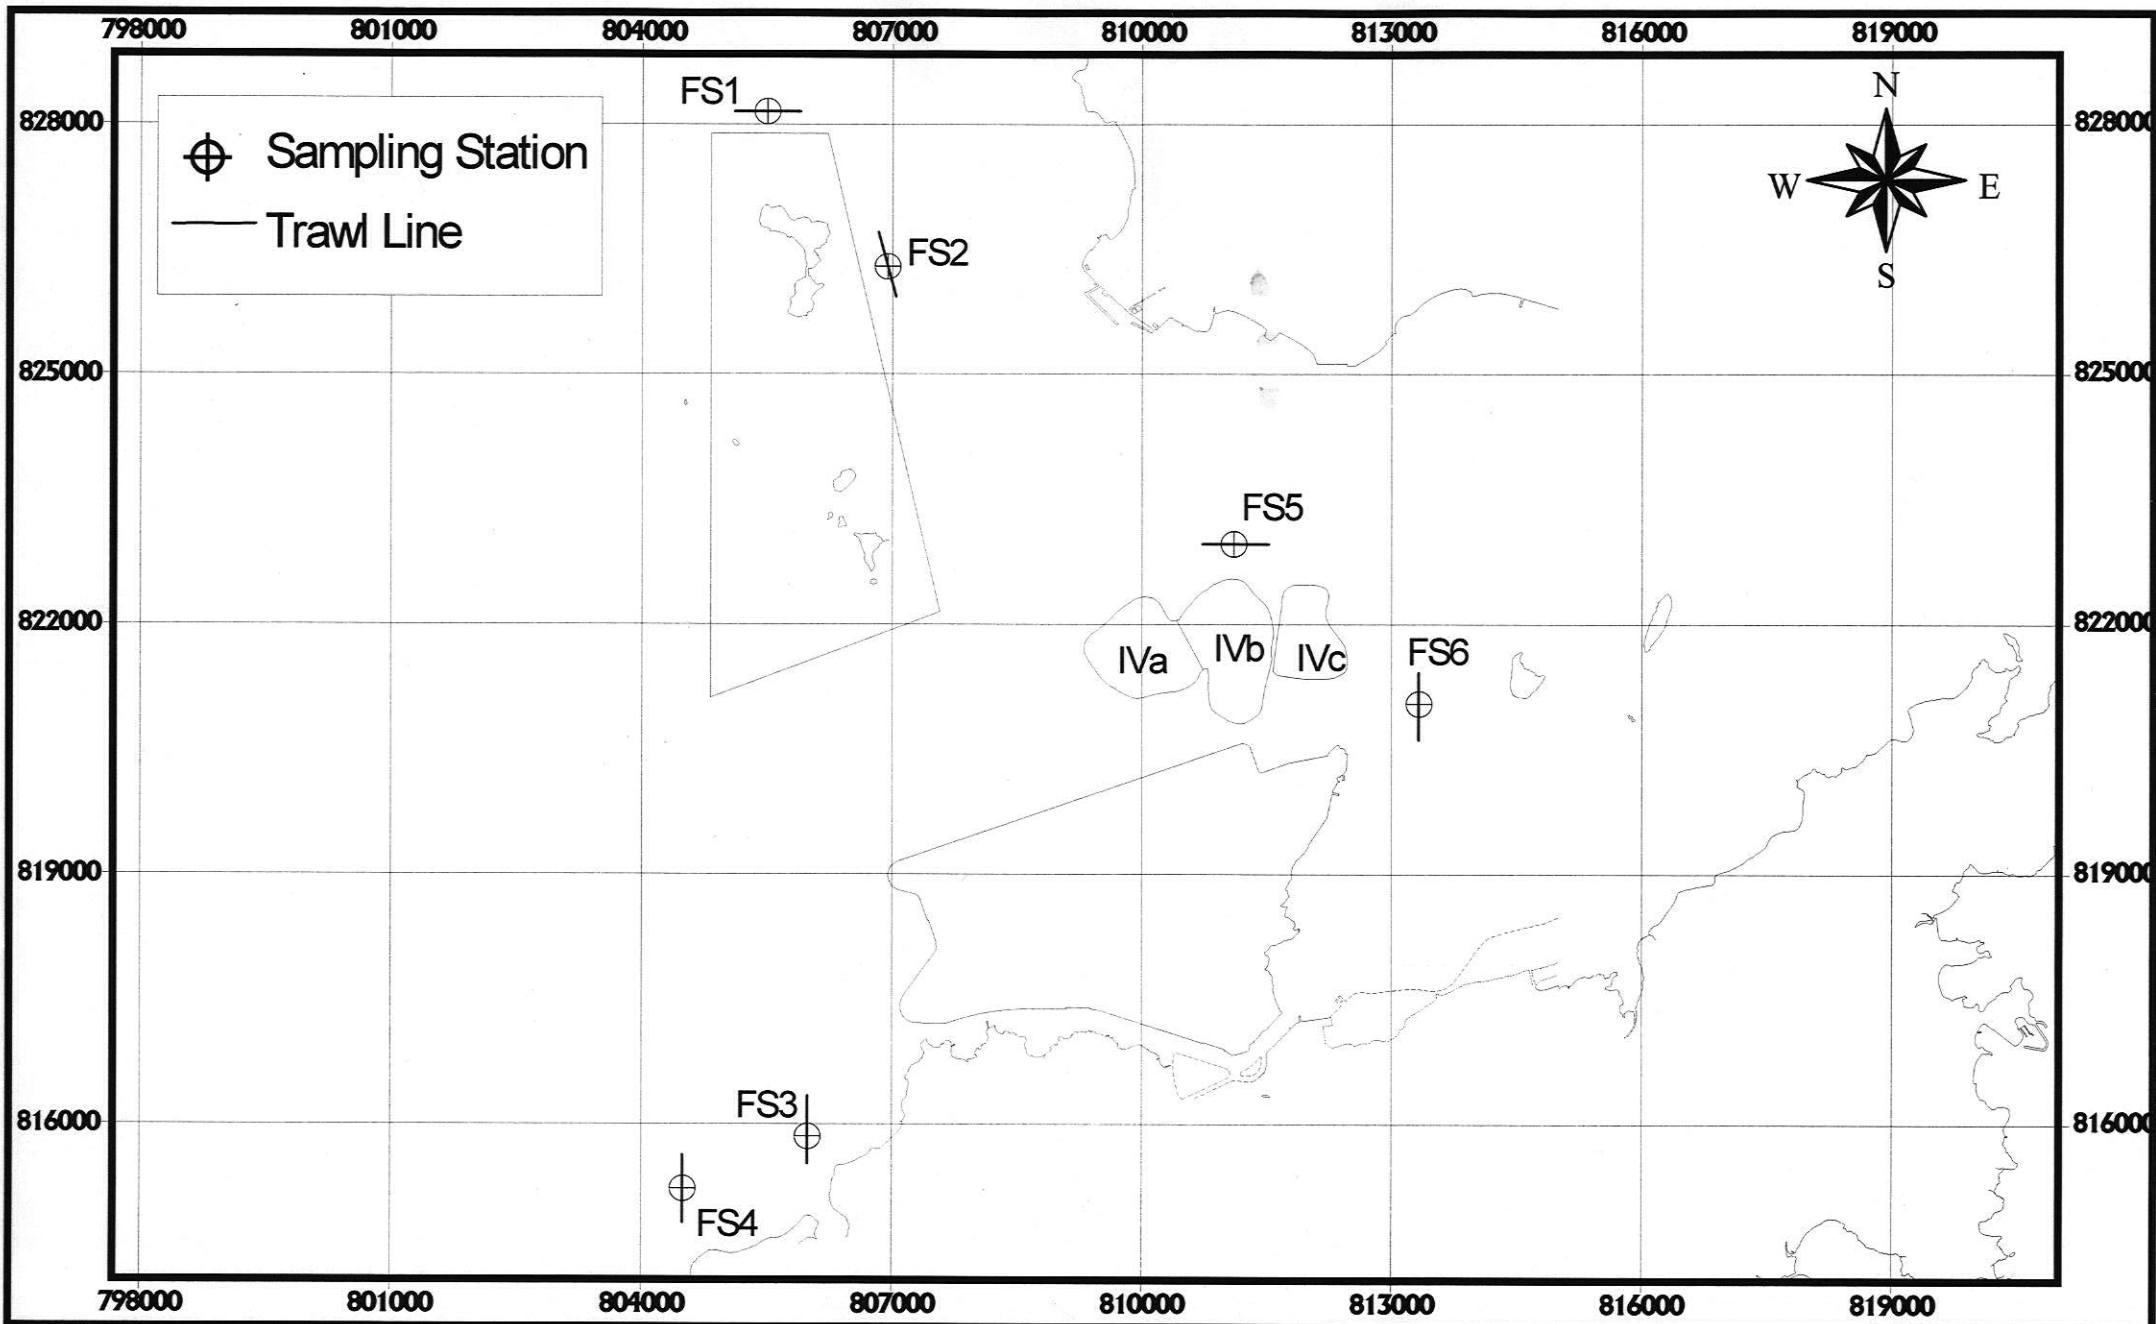 798000 801000 804000 807000 810000 813000 816000 819000
FS1
N
828000 828000
Sampling Station
W E
Trawl Line
FS2
S
825000 825000
FS5
822000 822000
IVa IVb IVc FS6
819000 819000
FS3
816000 816000
FS4
798000 801000 804000 807000 810000 813000 816000 819000